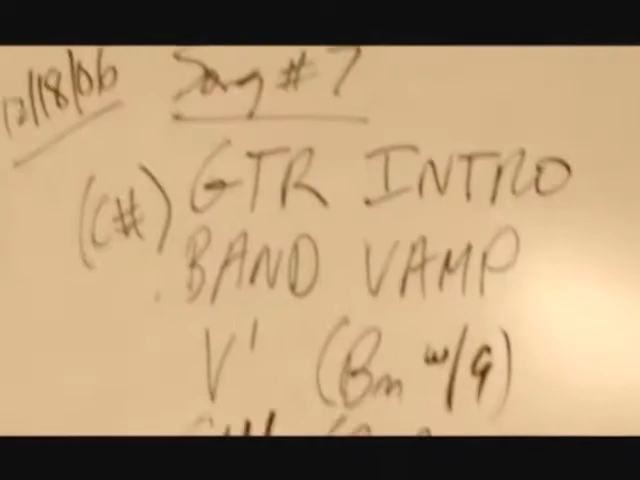 12/18/06 Song #7
(C#) GTR INTRO
BAND VAMP
V' (Bm w/9)